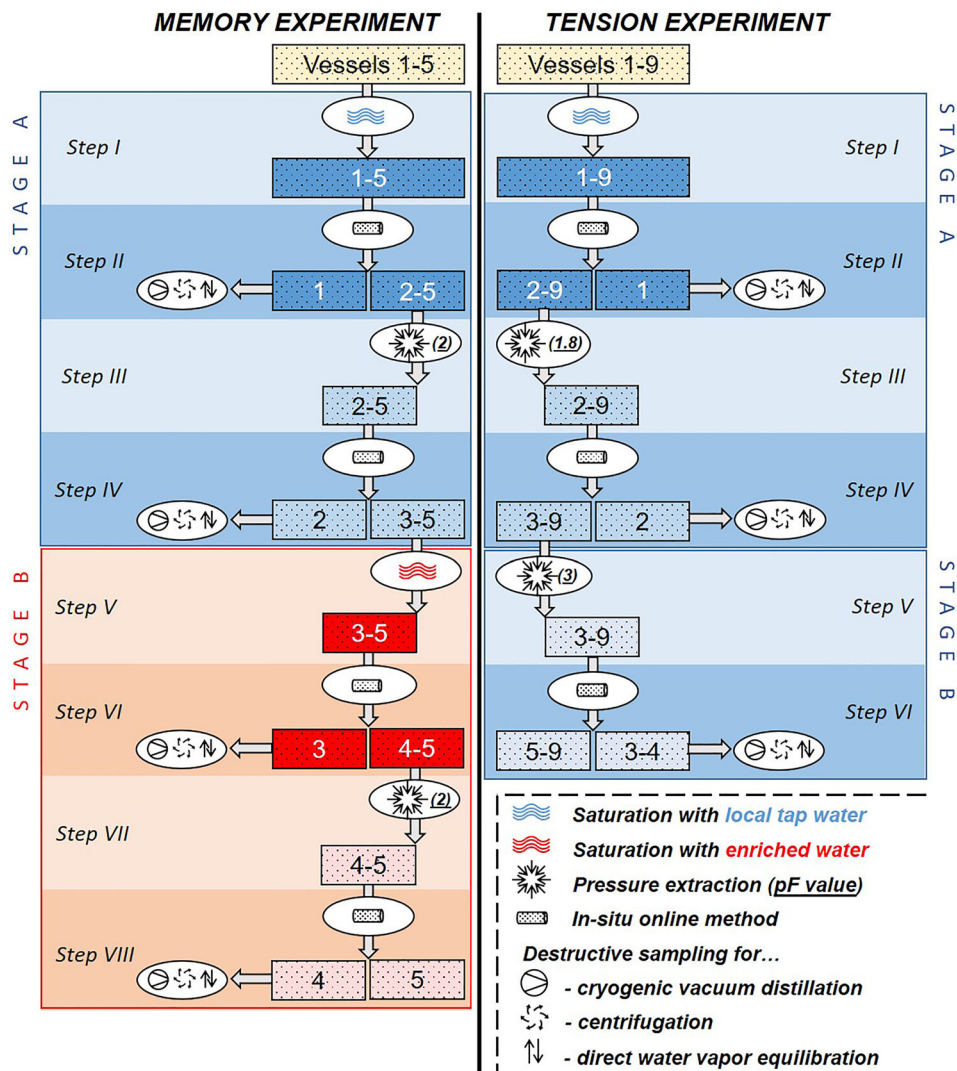 MEMORY EXPERIMENT
Vessels 1-5
STAGE A
Step I
1-5
Step II
1
2-5
Step III
(2)
2-5
Step IV
2
3-5
STAGE B
Step V
3-5
Step VI
3
4-5
Step VII
(2)
4-5
Step VIII
4
5
TENSION EXPERIMENT
Vessels 1-9
STAGE A
Step I
1-9
Step II
2-9
1
Step III
(1.8)
2-9
Step IV
3-9
2
STAGE B
Step V
(3)
3-9
Step VI
5-9
3-4
Saturation with local tap water
Saturation with enriched water
Pressure extraction (pF value)
In-situ online method
Destructive sampling for…
- cryogenic vacuum distillation
- centrifugation
- direct water vapor equilibration